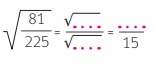 √(81/225) = √.... / √.... = .... / 15